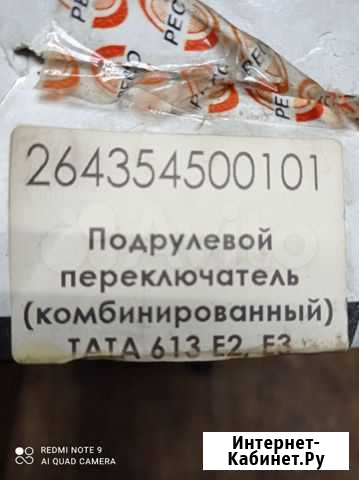 264354500101
Подрулевой
переключатель
(комбинированный)
ТАТА 613 Е2, Е3
REDMI NOTE 9
AI QUAD CAMERA
Интернет-
Кабинет.Ру